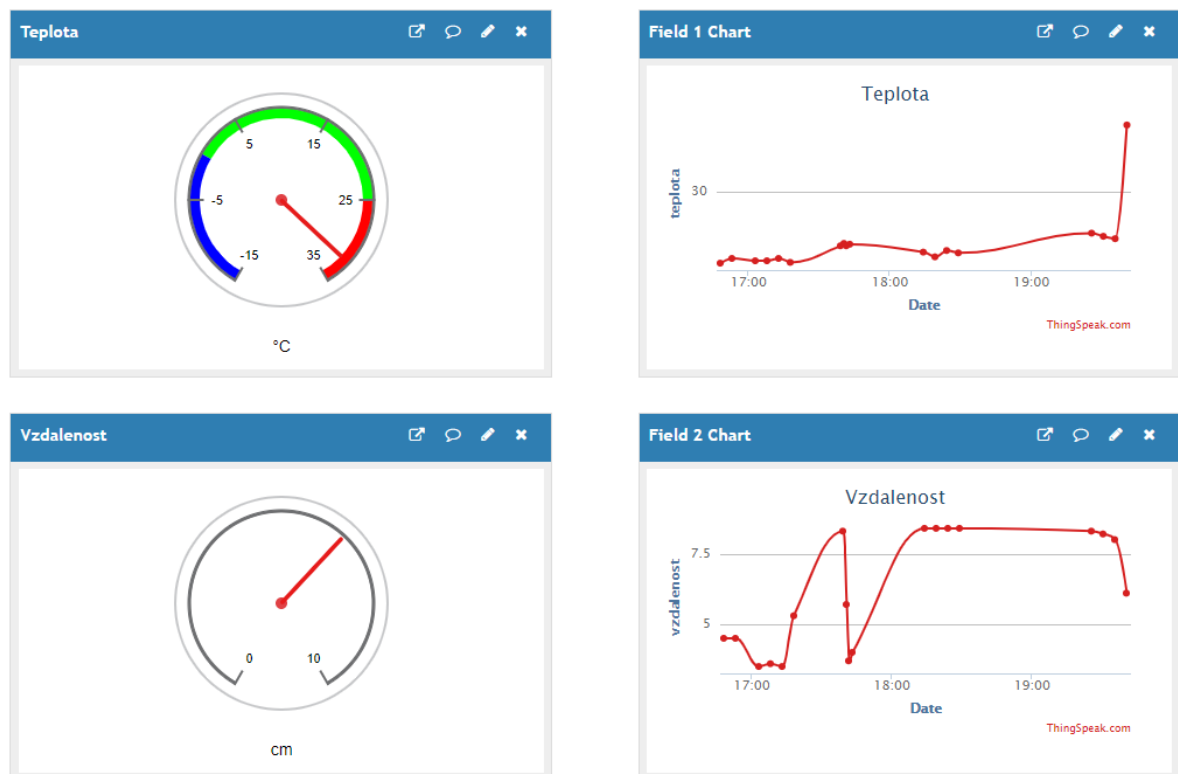 Teplota
5
15
-5
25
-15
35
°C
Field 1 Chart
Teplota
teplota
30
17:00
18:00
19:00
Date
ThingSpeak.com
Vzdalenost
0
10
cm
Field 2 Chart
Vzdalenost
vzdalenost
7.5
5
17:00
18:00
19:00
Date
ThingSpeak.com